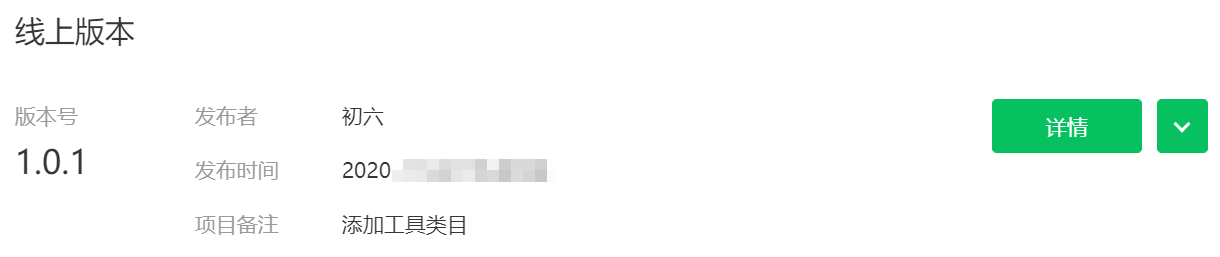 线上版本
版本号
1.0.1
发布者 初六
发布时间 2020
项目备注 添加工具类目
详情